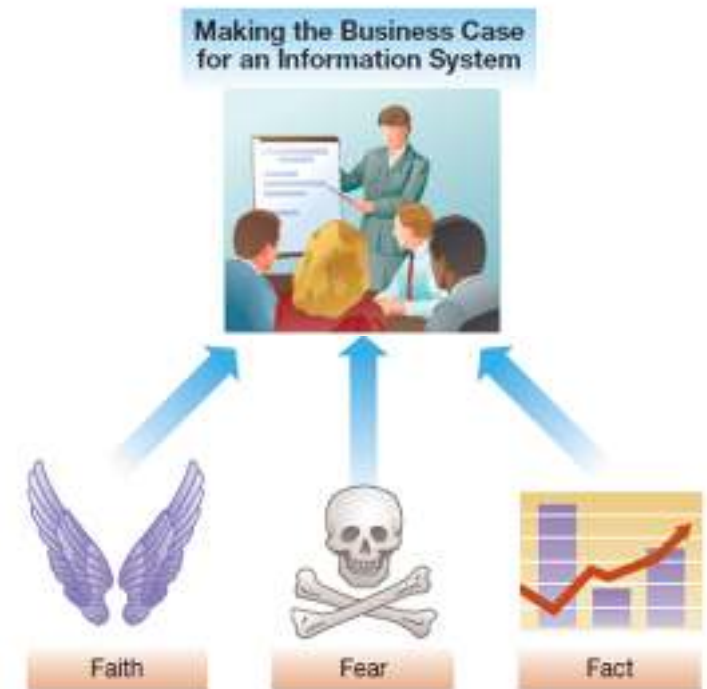 Making the Business Case
for an Information System
Faith
Fear
Fact